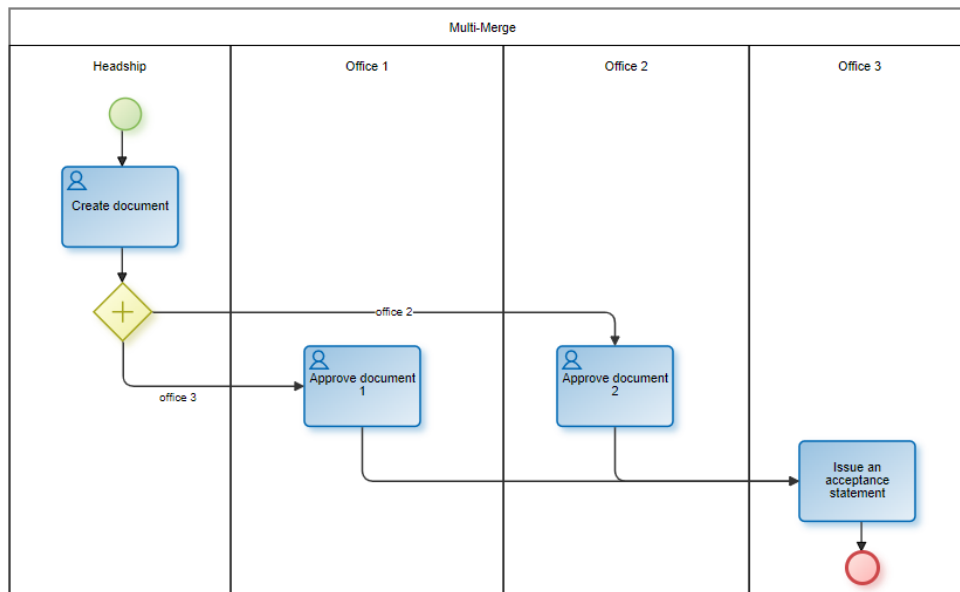 Multi-Merge
Headship
Office 1
Office 2
Office 3
Create document
office 2
Approve document
1
Approve document
2
office 3
Issue an
acceptance
statement